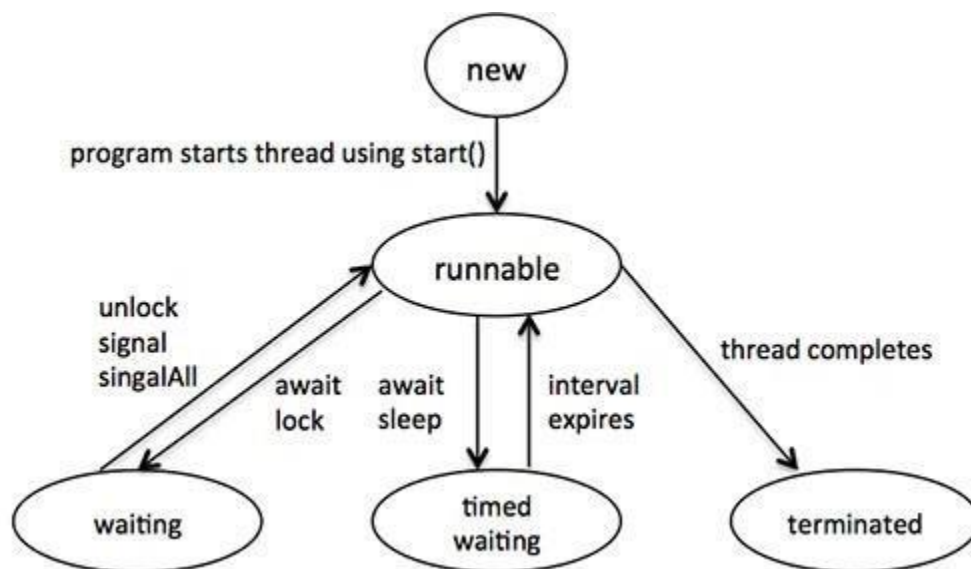 new
program starts thread using start()
runnable
unlock
signal
singalAll
await
lock
await
sleep
interval
expires
thread completes
waiting
timed
waiting
terminated